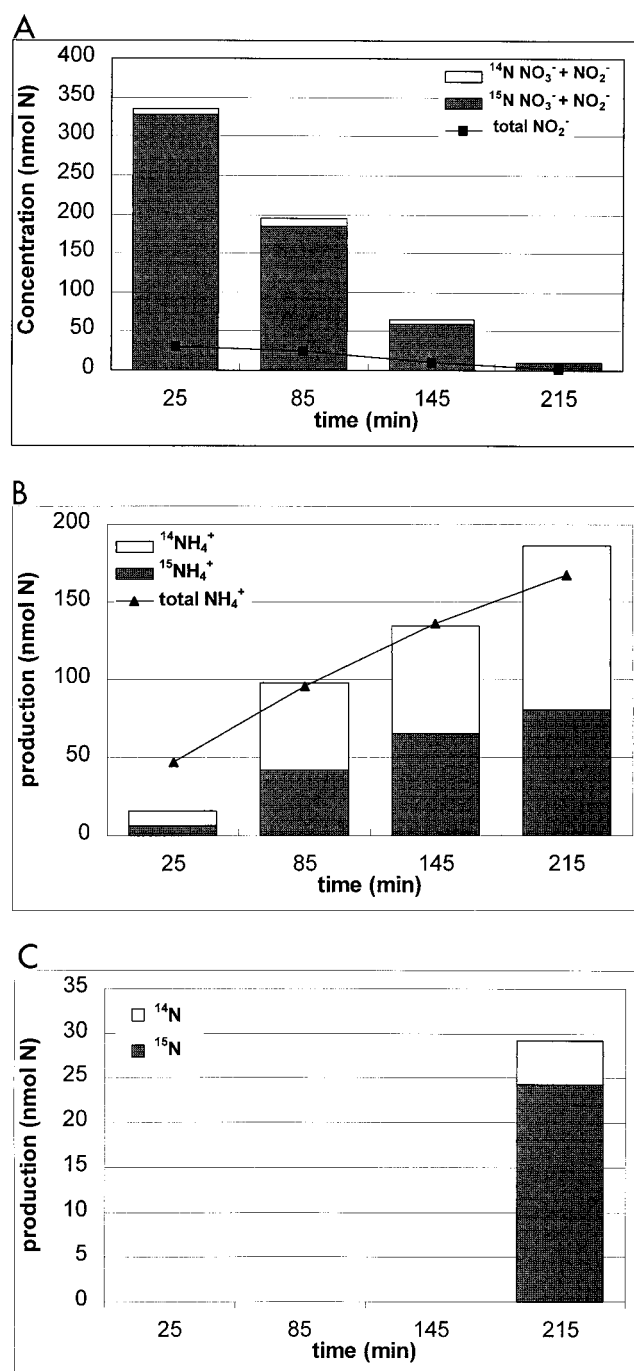 A
Concentration (nmol N)
400
350
300
250
200
150
100
50
0
¹⁴N NO₃⁻ + NO₂⁻
¹⁵N NO₃⁻ + NO₂⁻
total NO₂⁻
25 85 145 215
time (min)
B
production (nmol N)
200
150
100
50
0
¹⁴NH₄⁺
¹⁵NH₄⁺
total NH₄⁺
25 85 145 215
time (min)
C
production (nmol N)
35
30
25
20
15
10
5
0
¹⁴N
¹⁵N
25 85 145 215
time (min)